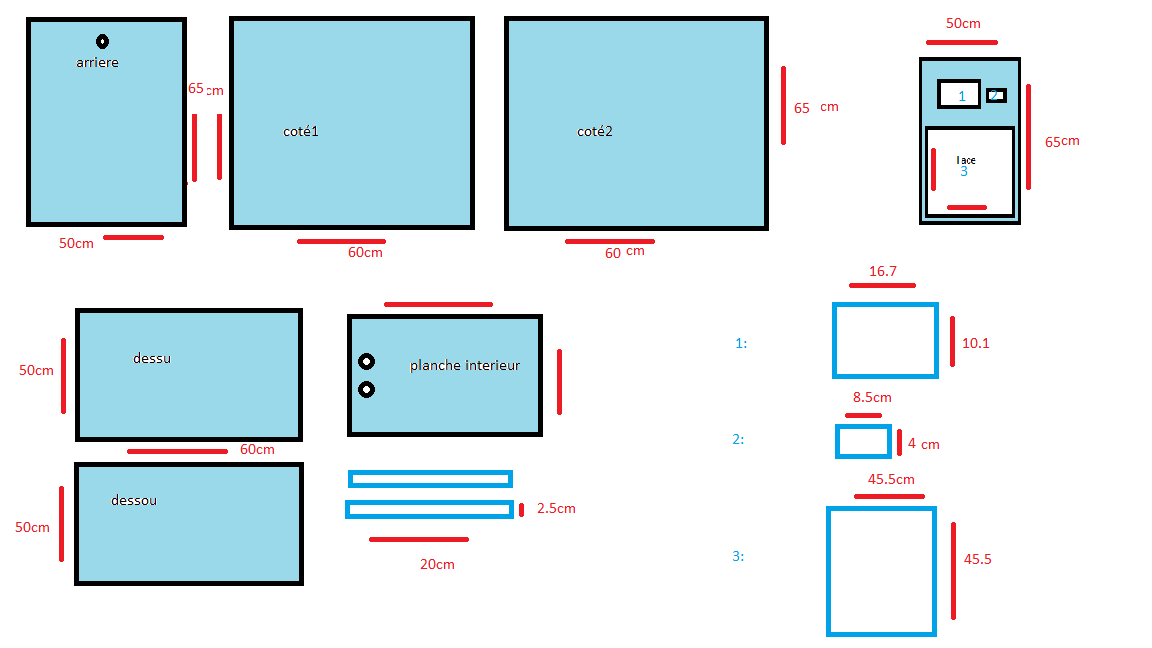 50cm
arriere
65 cm
coté1
coté2
65 cm
1
2
face
3
65cm
50cm
60cm
60 cm
16.7
dessu
planche interieur
1:
10.1
50cm
8.5cm
2:
4 cm
60cm
45.5cm
dessou
2.5cm
50cm
3:
45.5
20cm